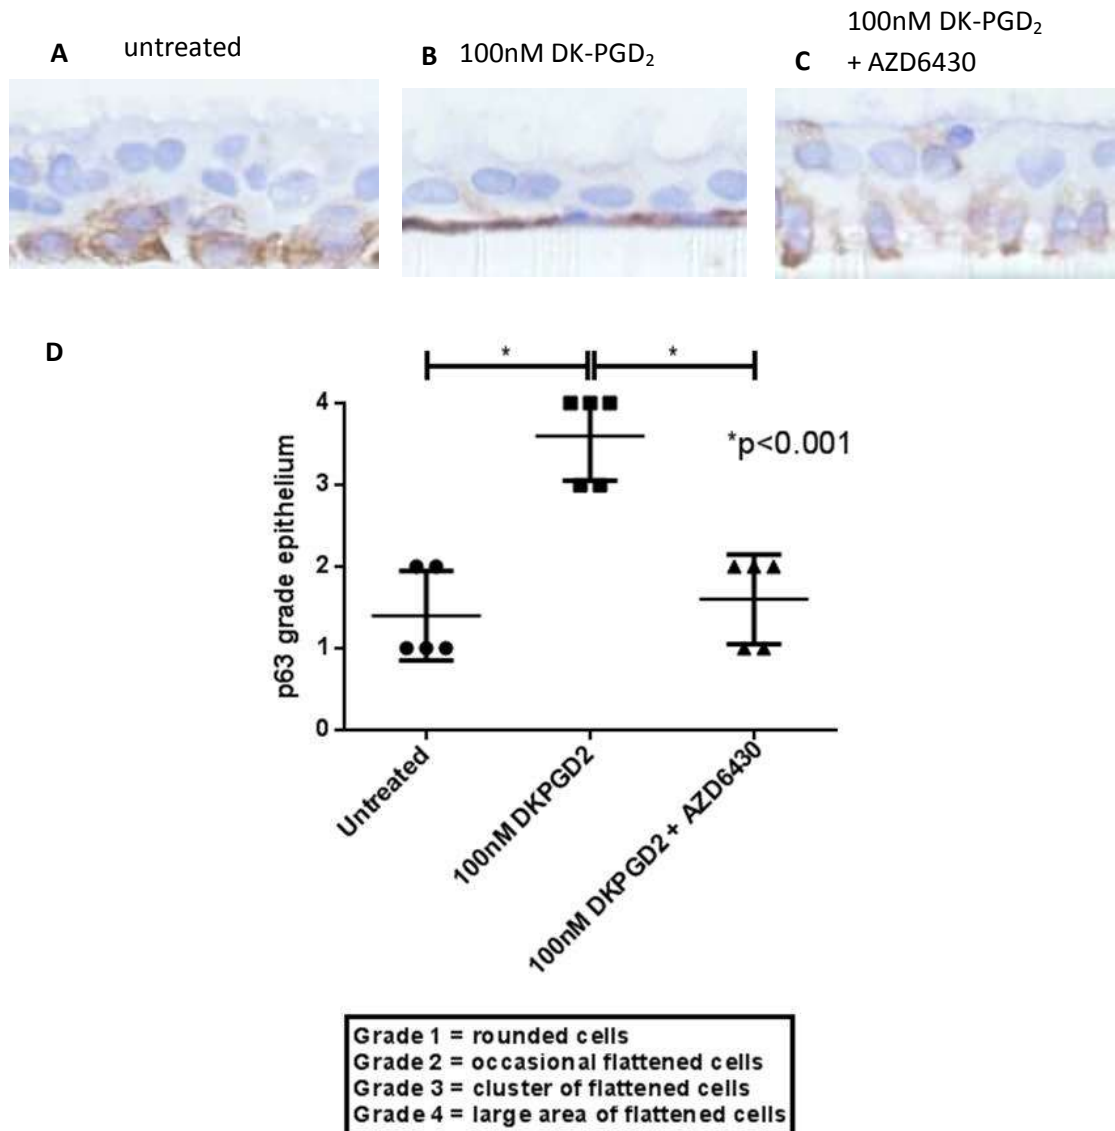 A untreated
B 100nM DK-PGD₂
C 100nM DK-PGD₂
+ AZD6430
D
* *
*p<0.001
p63 grade epithelium
4
3
2
1
0
Untreated
100nM DKPGD2
100nM DKPGD2 + AZD6430
Grade 1 = rounded cells
Grade 2 = occasional flattened cells
Grade 3 = cluster of flattened cells
Grade 4 = large area of flattened cells